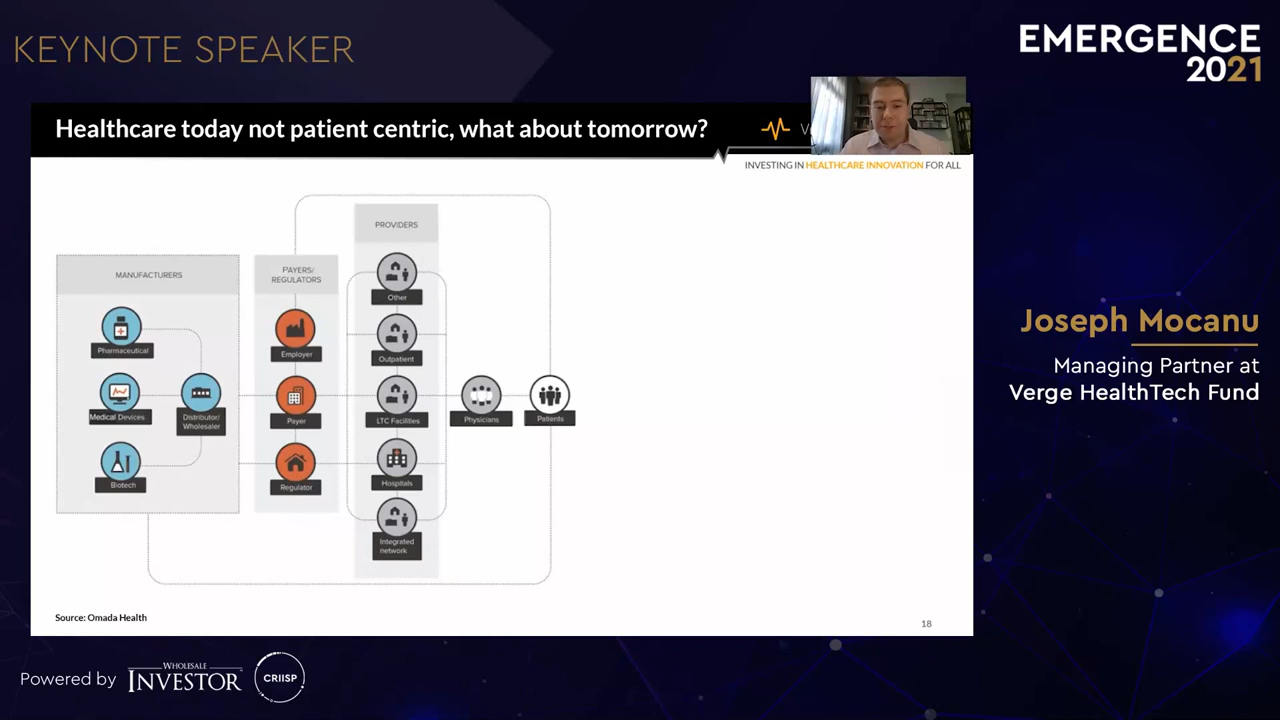 KEYNOTE SPEAKER
EMERGENCE
2021
Healthcare today not patient centric, what about tomorrow?
INVESTING IN HEALTHCARE INNOVATION FOR ALL
PROVIDERS
MANUFACTURERS
PAYERS/
REGULATORS
Other
Pharmaceutical
Employer
Outpatient
Medical Devices
Distributor/
Wholesaler
Payer
LTC Facilities
Physicians
Patients
Biotech
Regulator
Hospitals
Integrated
network
Source: Omada Health
18
Joseph Mocanu
Managing Partner at
Verge HealthTech Fund
Powered by
WHOLESALE
INVESTOR
CRIISP